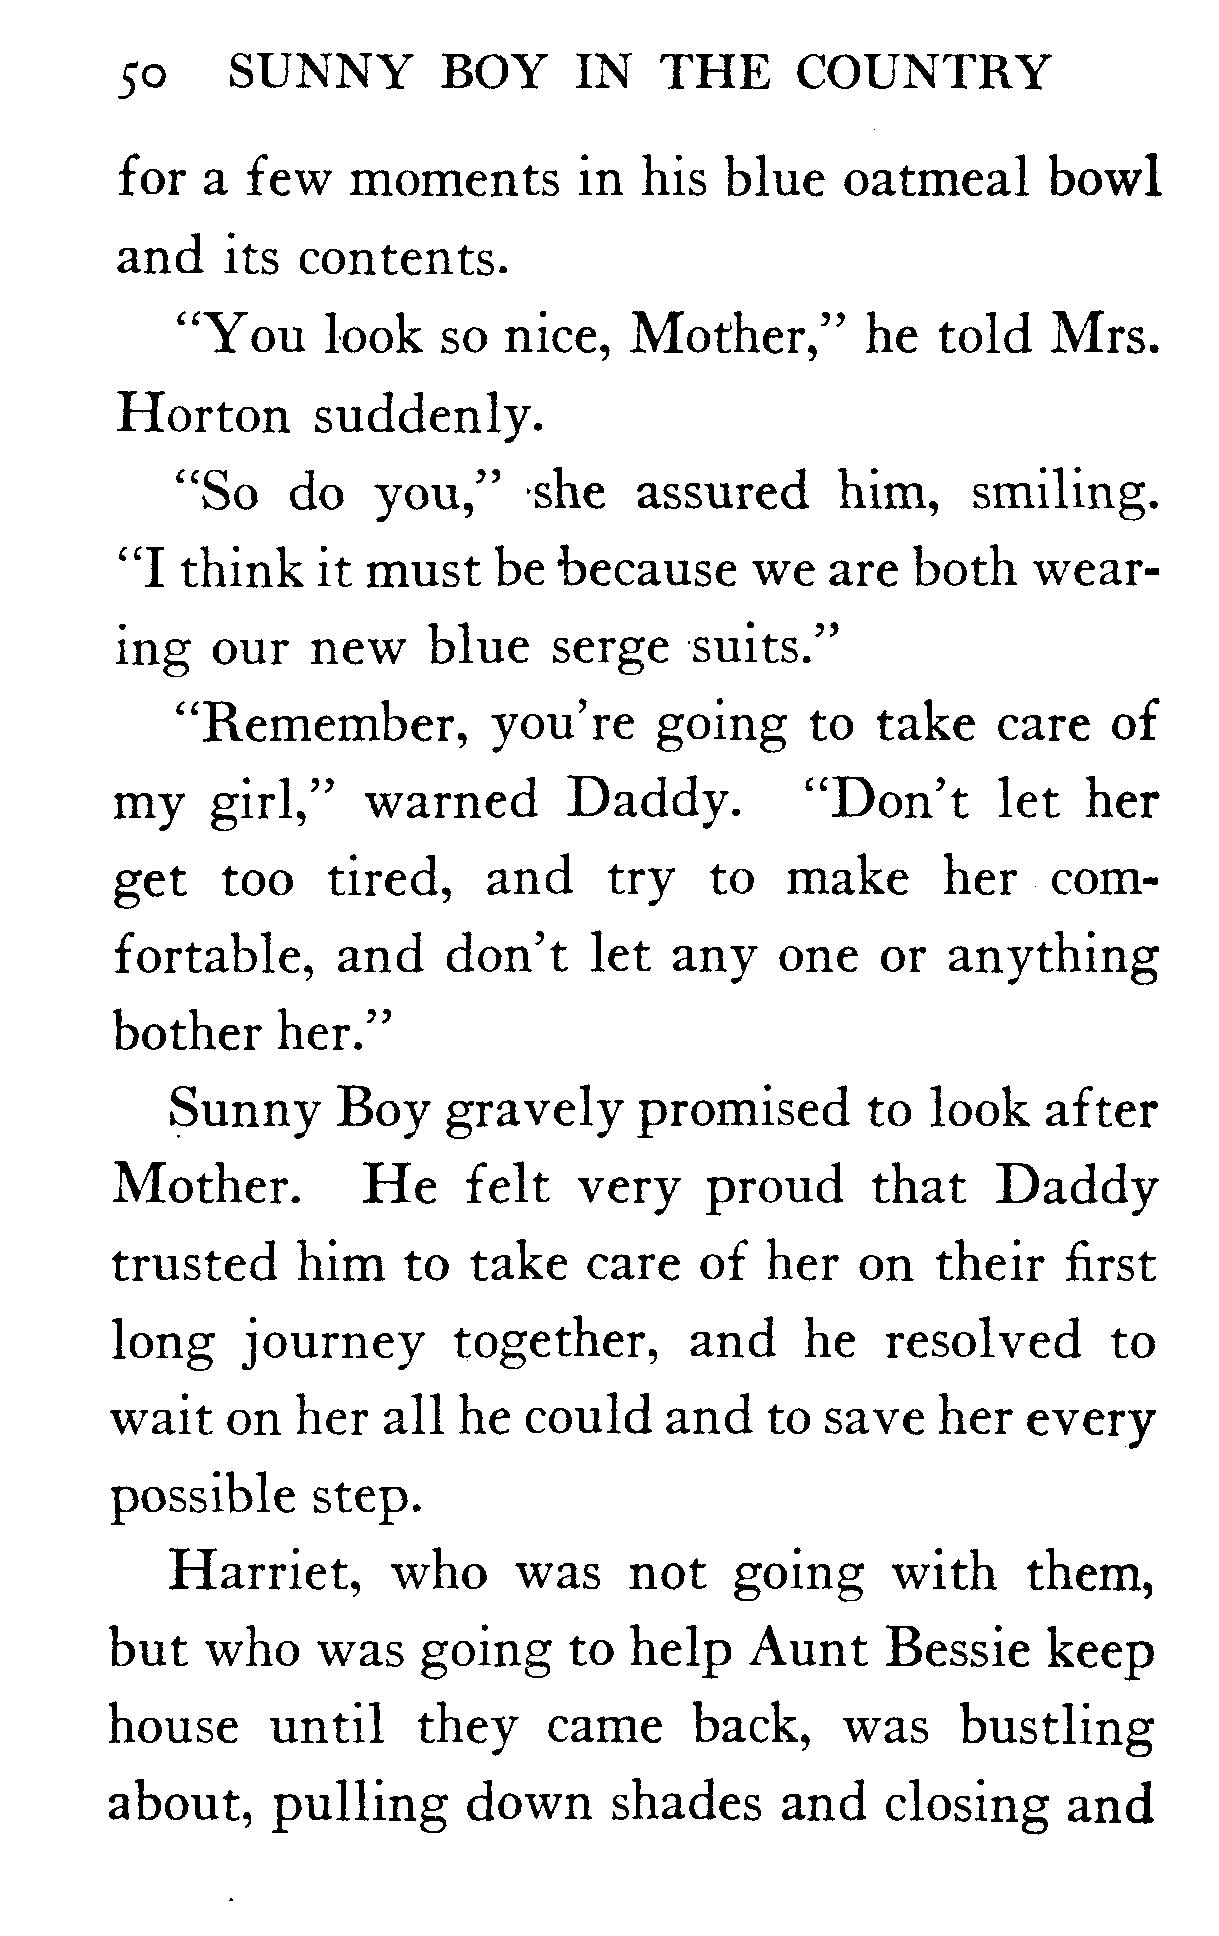 50 SUNNY BOY IN THE COUNTRY
for a few moments in his blue oatmeal bowl
and its contents.
“You look so nice, Mother,” he told Mrs.
Horton suddenly.
“So do you,” she assured him, smiling.
“I think it must be because we are both wear-
ing our new blue serge suits.”
“Remember, you’re going to take care of
my girl,” warned Daddy. “Don’t let her
get too tired, and try to make her com-
fortable, and don’t let any one or anything
bother her.”
Sunny Boy gravely promised to look after
Mother. He felt very proud that Daddy
trusted him to take care of her on their first
long journey together, and he resolved to
wait on her all he could and to save her every
possible step.
Harriet, who was not going with them,
but who was going to help Aunt Bessie keep
house until they came back, was bustling
about, pulling down shades and closing and